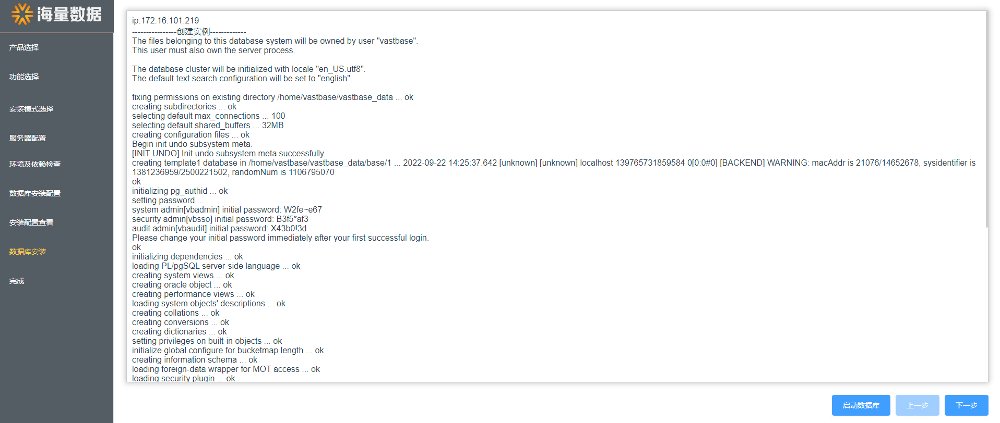 海量数据
产品选择
功能选择
安装模式选择
服务器配置
环境及依赖检查
数据库安装配置
安装配置查看
数据库安装
完成
ip:172.16.101.219
----------------创建实例-------------
The files belonging to this database system will be owned by user "vastbase".
This user must also own the server process.
The database cluster will be initialized with locale "en_US.utf8".
The default text search configuration will be set to "english".
fixing permissions on existing directory /home/vastbase/vastbase_data ... ok
creating subdirectories ... ok
selecting default max_connections ... 100
selecting default shared_buffers ... 32MB
creating configuration files ... ok
Begin init undo subsystem meta.
[INIT UNDO] Init undo subsystem meta successfully.
creating template1 database in /home/vastbase/vastbase_data/base/1 ... 2022-09-22 14:25:37.642 [unknown] [unknown] localhost 139765731859584 0[0:0#0] [BACKEND] WARNING: macAddr is 21076/14652678, sysidentifier is
1381236959/2500221502, randomNum is 1106795070
ok
initializing pg_authid ... ok
setting password ...
system admin[vbadmin] initial password: W2fe~e67
security admin[vbsso] initial password: B3f5*af3
audit admin[vbaudit] initial password: X43b0!3d
Please change your initial password immediately after your first successful login.
ok
initializing dependencies ... ok
loading PL/pgSQL server-side language ... ok
creating system views ... ok
creating oracle object ... ok
creating performance views ... ok
loading system objects' descriptions ... ok
creating collations ... ok
creating conversions ... ok
creating dictionaries ... ok
setting privileges on built-in objects ... ok
initialize global configure for bucketmap length ... ok
creating information schema ... ok
loading foreign-data wrapper for MOT access ... ok
loading security plugin ... ok
启动数据库
上一步
下一步